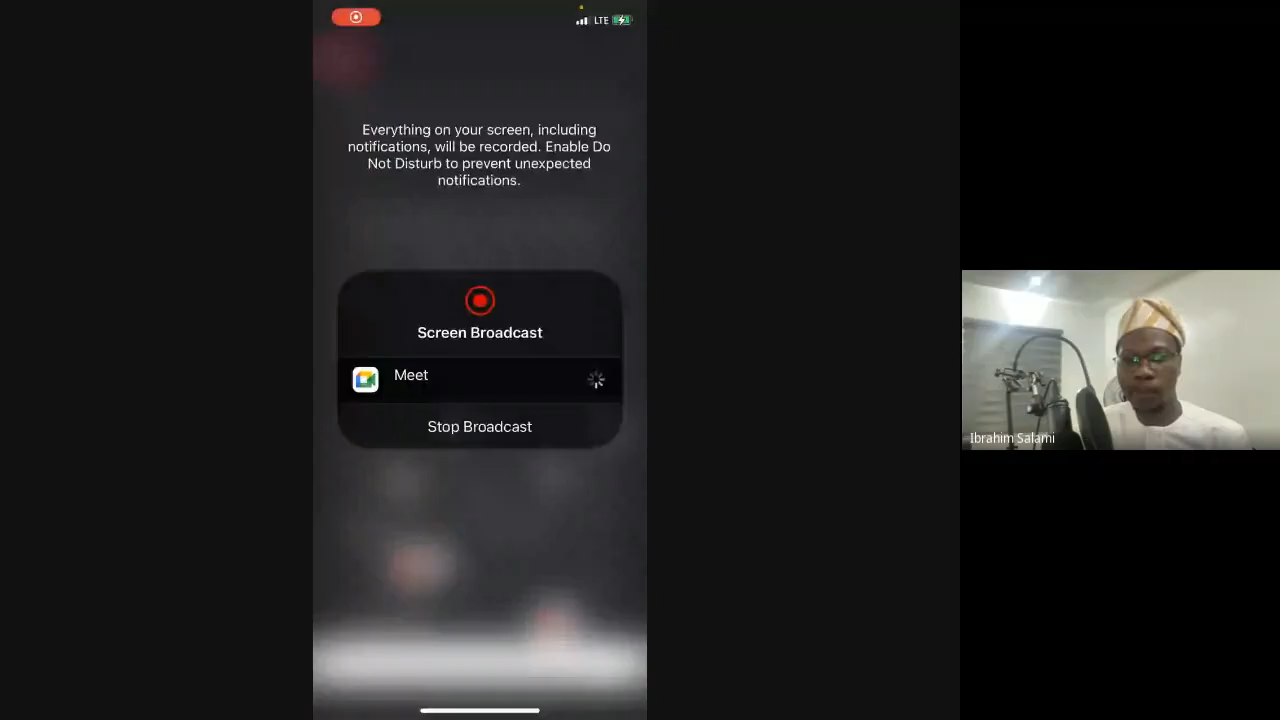 LTE
Everything on your screen, including
notifications, will be recorded. Enable Do
Not Disturb to prevent unexpected
notifications.
Screen Broadcast
Meet
Stop Broadcast
Ibrahim Salami